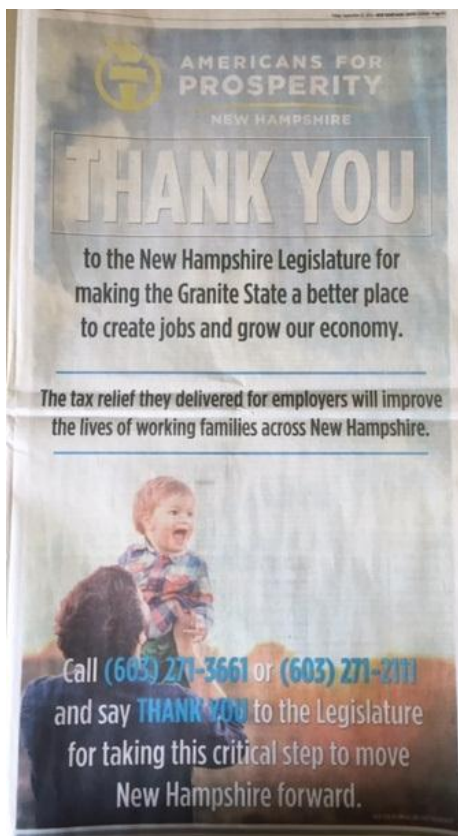 AMERICANS FOR
PROSPERITY
NEW HAMPSHIRE
THANK YOU
to the New Hampshire Legislature for
making the Granite State a better place
to create jobs and grow our economy.
The tax relief they delivered for employers will improve
the lives of working families across New Hampshire.
Call (603) 271-3661 or (603) 271-2111
and say THANK YOU to the Legislature
for taking this critical step to move
New Hampshire forward.